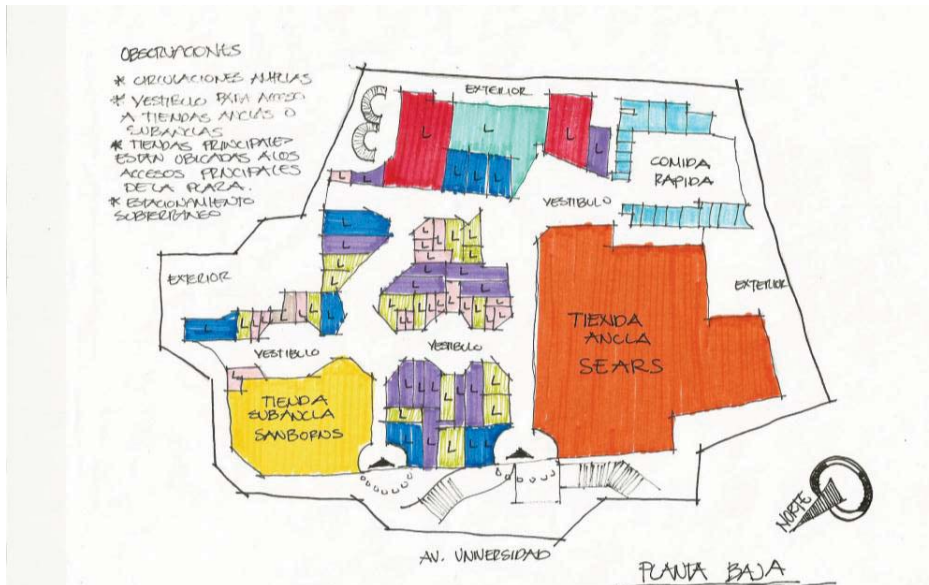 OBSERVACIONES
* CIRCULACIONES AMPLIAS
* VESTIBULO PARA ACCESO
A TIENDAS ANCLAS O
SUBANCLAS
* TIENDAS PRINCIPALES
ESTAN UBICADAS A LOS
ACCESOS PRINCIPALES
DE LA PLAZA.
* ESTACIONAMIENTO
SUBTERRANEO
EXTERIOR
COMIDA
RAPIDA
VESTIBULO
EXTERIOR
EXTERIOR
TIENDA
ANCLA
SEARS
VESTIBULO
VESTIBULO
TIENDA
SUBANCLA
SANBORNS
NORTE
AV. UNIVERSIDAD
PLANTA BAJA